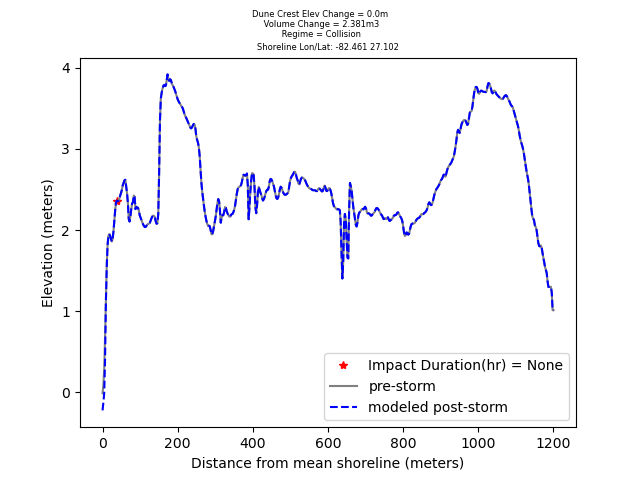 Dune Crest Elev Change = 0.0m
Volume Change = 2.381m3
Regime = Collision
Shoreline Lon/Lat: -82.461 27.102
4
3
2
1
0
Elevation (meters)
Impact Duration(hr) = None
pre-storm
modeled post-storm
0 200 400 600 800 1000 1200
Distance from mean shoreline (meters)